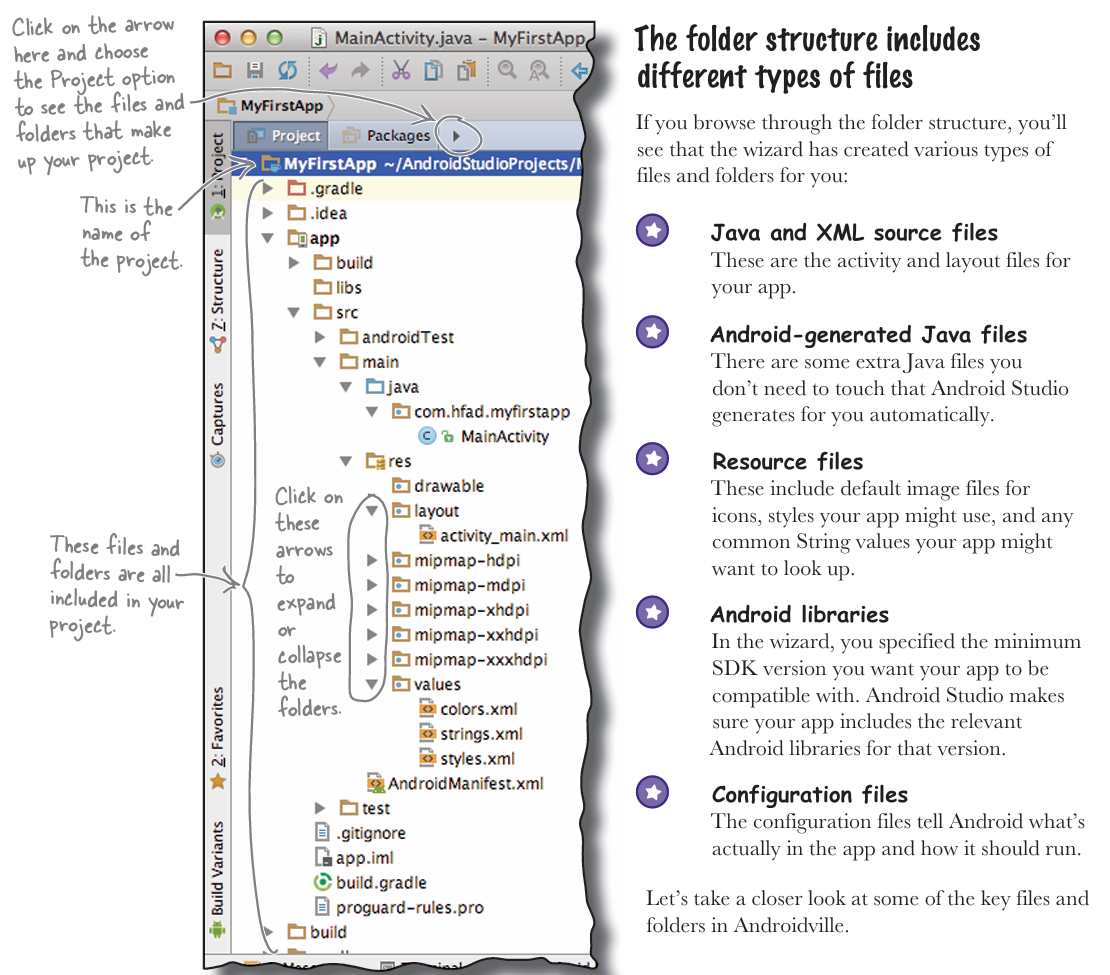 Click on the arrow
here and choose
the Project option
to see the files and
folders that make
up your project.
This is the
name of
the project.
These files and
folders are all
included in your
project.
MainActivity.java – MyFirstApp
MyFirstApp
Project
Packages
MyFirstApp ~/AndroidStudioProjects/
.gradle
.idea
app
build
libs
src
androidTest
main
java
com.hfad.myfirstapp
MainActivity
res
drawable
layout
activity_main.xml
mipmap-hdpi
mipmap-mdpi
mipmap-xhdpi
mipmap-xxhdpi
mipmap-xxxhdpi
values
colors.xml
strings.xml
styles.xml
AndroidManifest.xml
test
.gitignore
app.iml
build.gradle
proguard-rules.pro
build
1: Project
7: Structure
Captures
2: Favorites
Build Variants
Click on
these
arrows
to
expand
or
collapse
the
folders.
The folder structure includes
different types of files
If you browse through the folder structure, you’ll
see that the wizard has created various types of
files and folders for you:
Java and XML source files
These are the activity and layout files for
your app.
Android-generated Java files
There are some extra Java files you
don’t need to touch that Android Studio
generates for you automatically.
Resource files
These include default image files for
icons, styles your app might use, and any
common String values your app might
want to look up.
Android libraries
In the wizard, you specified the minimum
SDK version you want your app to be
compatible with. Android Studio makes
sure your app includes the relevant
Android libraries for that version.
Configuration files
The configuration files tell Android what’s
actually in the app and how it should run.
Let’s take a closer look at some of the key files and
folders in Androidville.